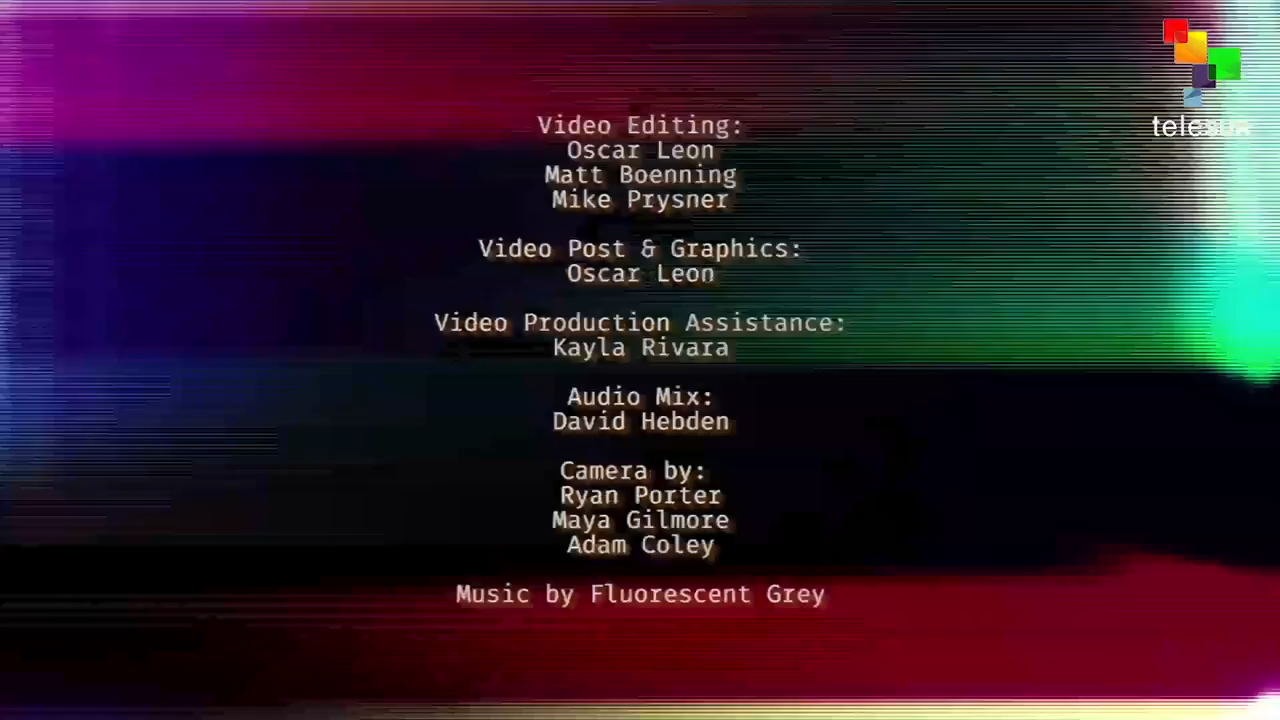 Video Editing:
Oscar Leon
Matt Boenning
Mike Prysner
Video Post & Graphics:
Oscar Leon
Video Production Assistance:
Kayla Rivara
Audio Mix:
David Hebden
Camera by:
Ryan Porter
Maya Gilmore
Adam Coley
Music by Fluorescent Grey
telesur